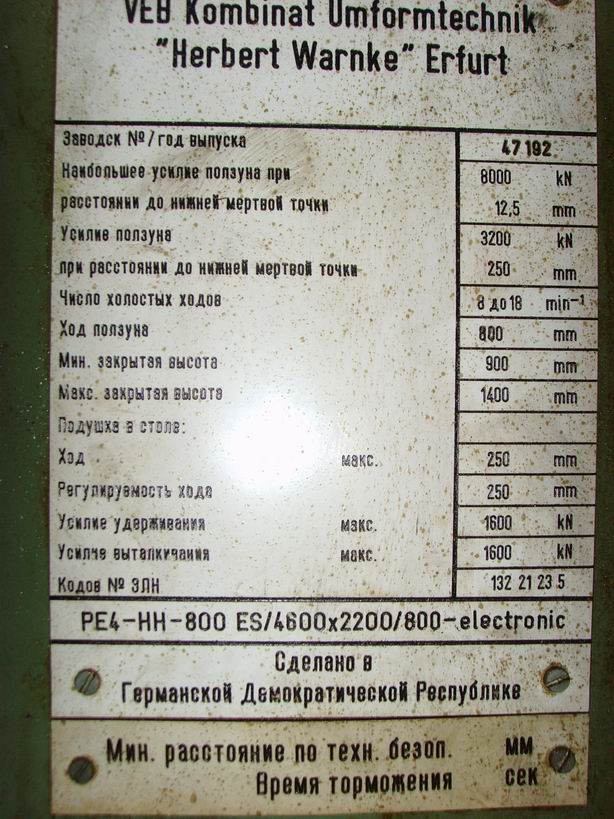 VEB Kombinat Umformtechnik
"Herbert Warnke" Erfurt
Заводск №/год выпуска 47192
Наибольшее усилие ползуна при 8000 kN
расстоянии до нижней мертвой точки 12,5 mm
Усилие ползуна 3200 kN
при расстоянии до нижней мертвой точки 250 mm
Число холостых ходов 8 до 18 min⁻¹
Ход ползуна 800 mm
Мин. закрытая высота 900 mm
Макс. закрытая высота 1400 mm
Подушка в столе:
Ход макс. 250 mm
Регулируемость хода 250 mm
Усилие удерживания макс. 1600 kN
Усилие выталкивания макс. 1600 kN
Кодов № ЗЛН 132 21 23 5
PE4-HH-800 ES/4600x2200/800-electronic
Сделано в
Германской Демократической Республике
Мин. расстояние по техн. безоп. мм
Время торможения сек